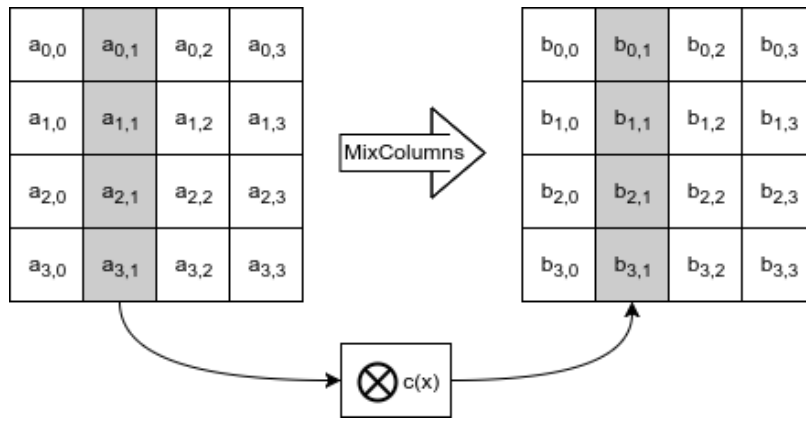 a0,0 a0,1 a0,2 a0,3 b0,0 b0,1 b0,2 b0,3
a1,0 a1,1 a1,2 a1,3 b1,0 b1,1 b1,2 b1,3
MixColumns
a2,0 a2,1 a2,2 a2,3 b2,0 b2,1 b2,2 b2,3
a3,0 a3,1 a3,2 a3,3 b3,0 b3,1 b3,2 b3,3
⊗ c(x)